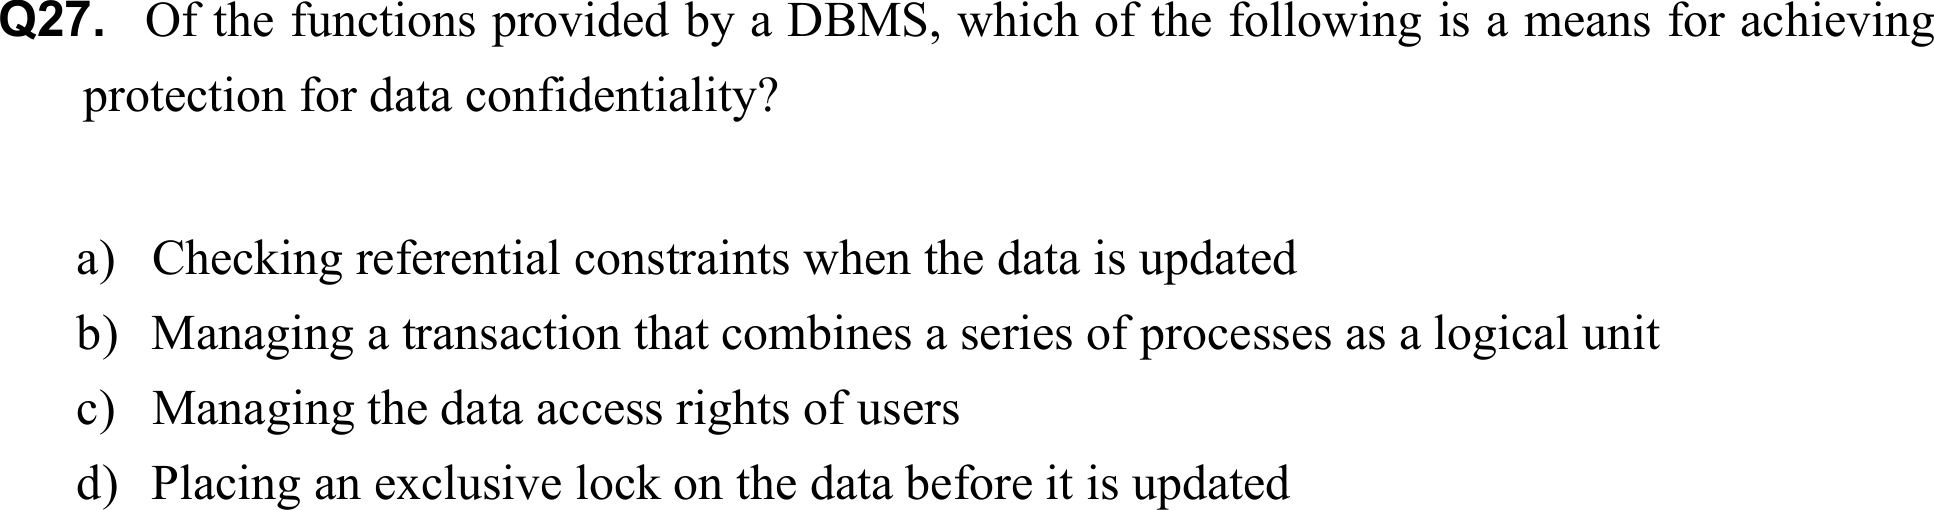 Q27. Of the functions provided by a DBMS, which of the following is a means for achieving
protection for data confidentiality?
a) Checking referential constraints when the data is updated
b) Managing a transaction that combines a series of processes as a logical unit
c) Managing the data access rights of users
d) Placing an exclusive lock on the data before it is updated